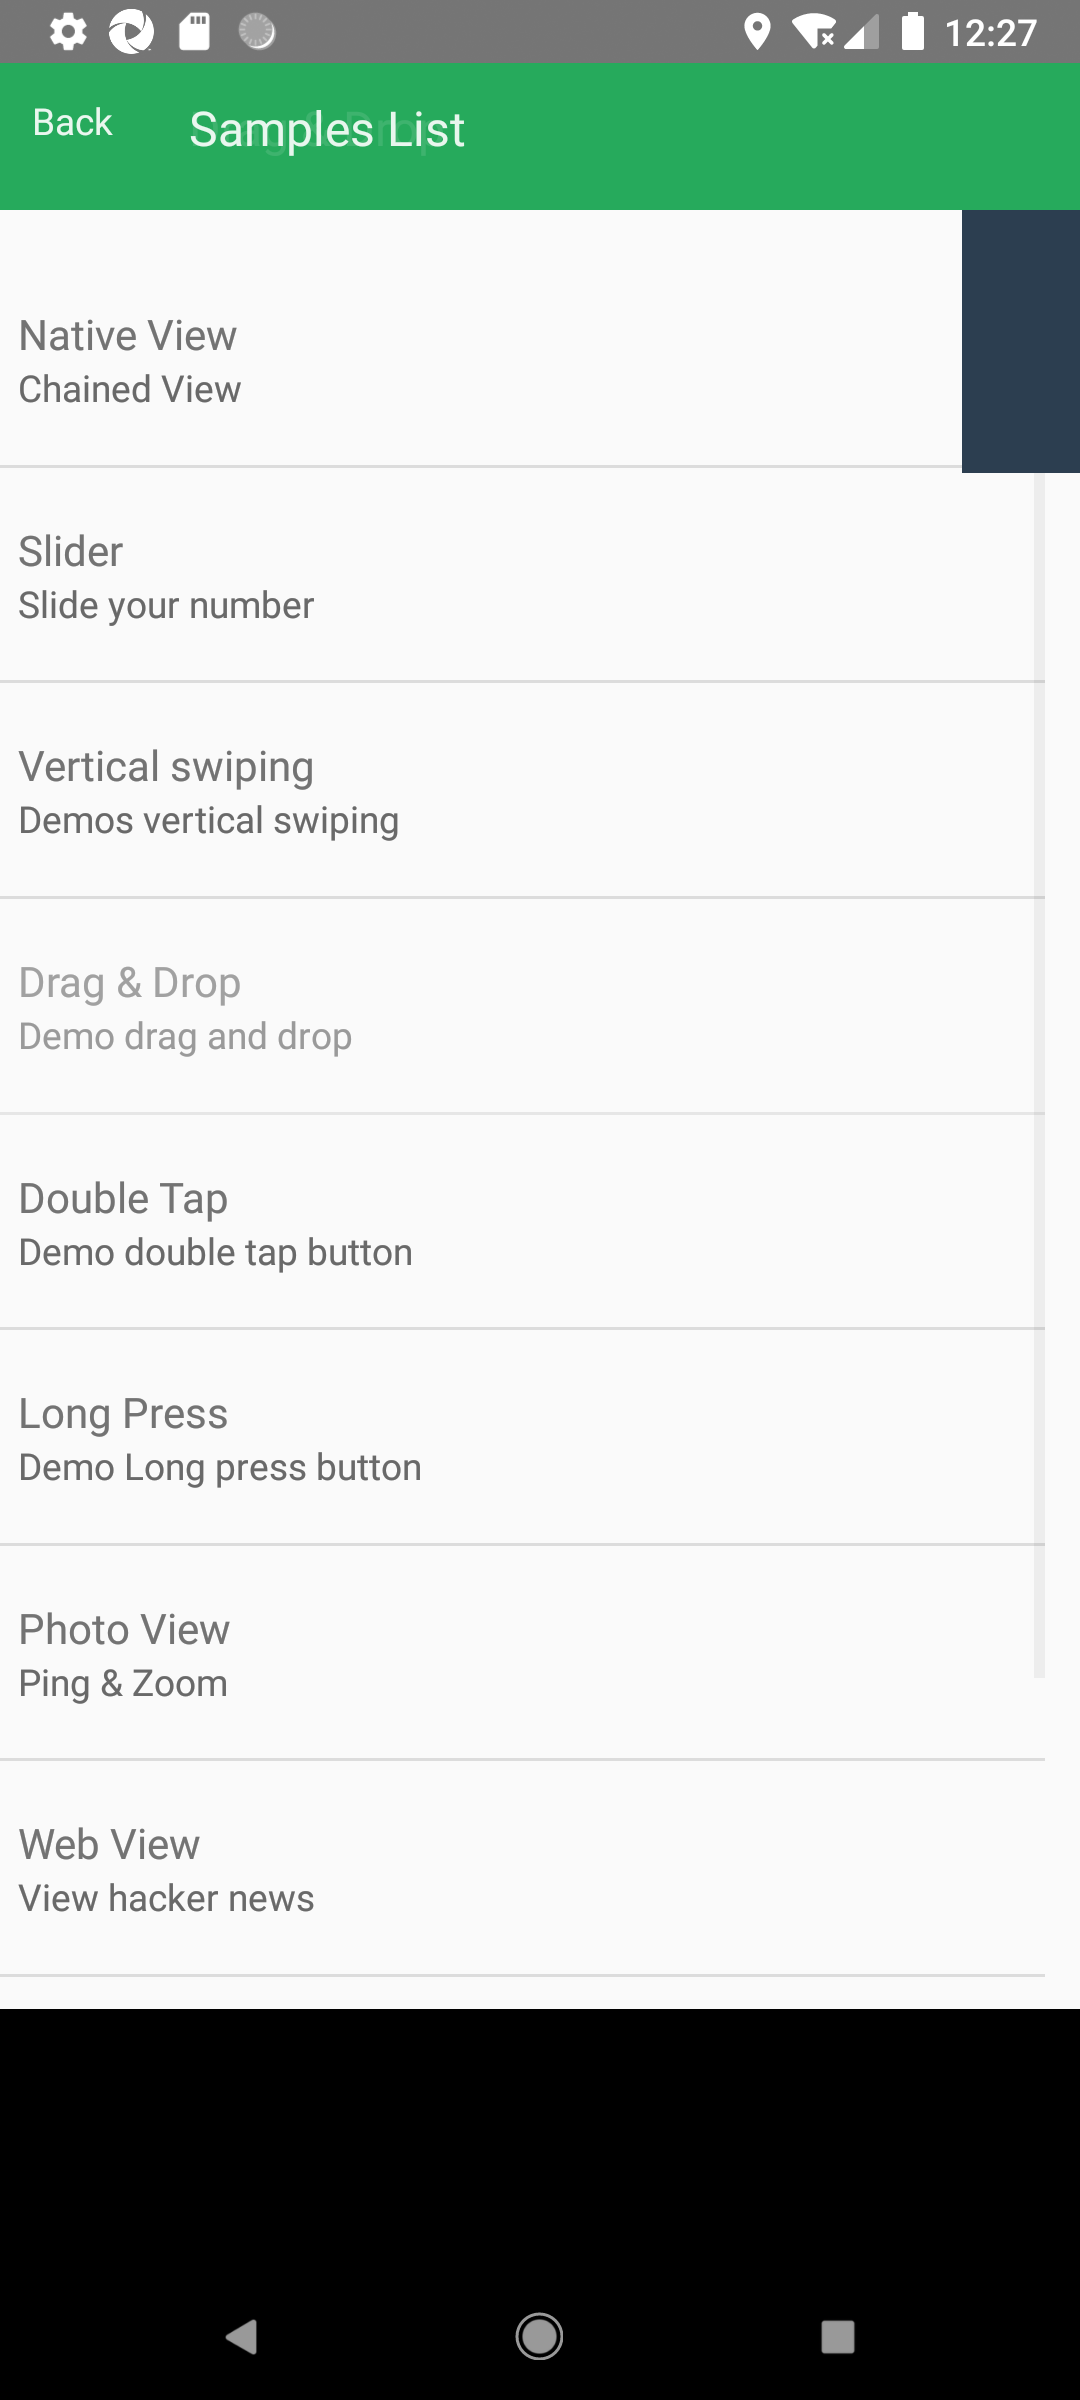 12:27
Back
Samples List
Native View
Chained View
Slider
Slide your number
Vertical swiping
Demos vertical swiping
Drag & Drop
Demo drag and drop
Double Tap
Demo double tap button
Long Press
Demo Long press button
Photo View
Ping & Zoom
Web View
View hacker news